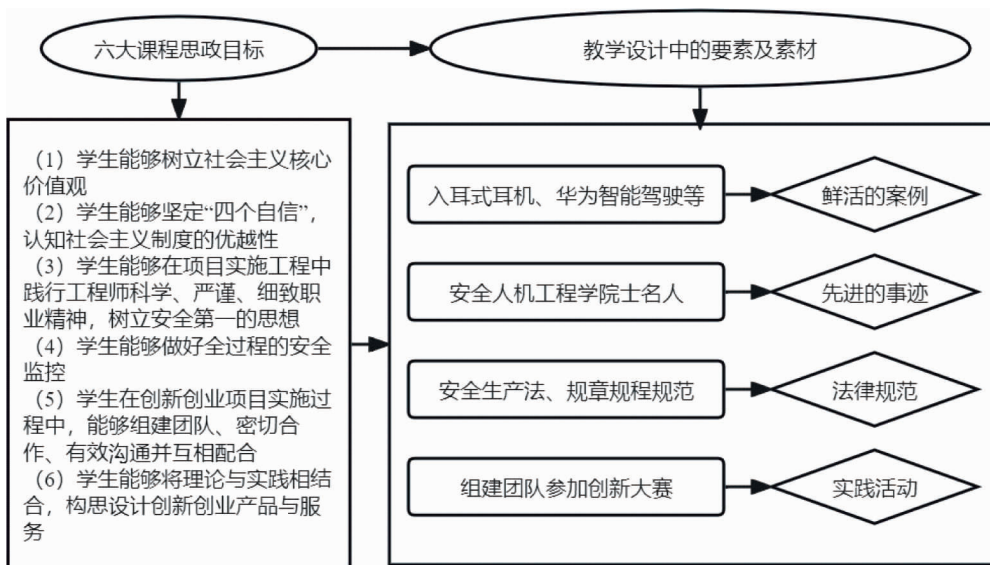 六大课程思政目标
教学设计中的要素及素材
（1）学生能够树立社会主义核心
价值观
（2）学生能够坚定“四个自信”，
认知社会主义制度的优越性
（3）学生能够在项目实施工程中
践行工程师科学、严谨、细致职
业精神，树立安全第一的思想
（4）学生能够做好全过程的安全
监控
（5）学生在创新创业项目实施过
程中，能够组建团队、密切合
作、有效沟通并互相配合
（6）学生能够将理论与实践相结
合，构思设计创新创业产品与服
务
入耳式耳机、华为智能驾驶等
鲜活的案例
安全人机工程学院士名人
先进的事迹
安全生产法、规章规程规范
法律规范
组建团队参加创新大赛
实践活动